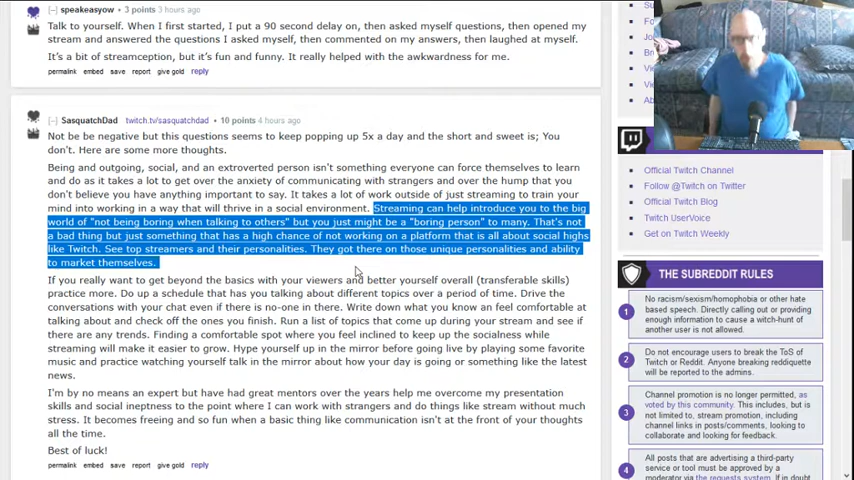 [–] speakeasyow • 3 points 3 hours ago
Talk to yourself. When I first started, I put a 90 second delay on, then asked myself questions, then opened my
stream and answered the questions I asked myself, then commented on my answers, then laughed at myself.
It's a bit of streamception, but it's fun and funny. It really helped with the awkwardness for me.
permalink embed save report give gold reply
[–] SasquatchDad twitch.tv/sasquatchdad • 10 points 4 hours ago
Not be be negative but this questions seems to keep popping up 5x a day and the short and sweet is; You
don't. Here are some more thoughts.
Being and outgoing, social, and an extroverted person isn't something everyone can force themselves to learn
and do as it takes a lot to get over the anxiety of communicating with strangers and over the hump that you
don't believe you have anything important to say. It takes a lot of work outside of just streaming to train your
mind into working in a way that will thrive in a social environment. Streaming can help introduce you to the big
world of "not being boring when talking to others" but you just might be a "boring person" to many. That's not
a bad thing but just something that has a high chance of not working on a platform that is all about social highs
like Twitch. See top streamers and their personalities. They got there on those unique personalities and ability
to market themselves.
If you really want to get beyond the basics with your viewers and better yourself overall (transferable skills)
practice more. Do up a schedule that has you talking about different topics over a period of time. Drive the
conversations with your chat even if there is no-one in there. Write down what you know an feel comfortable at
talking about and check off the ones you finish. Run a list of topics that come up during your stream and see if
there are any trends. Finding a comfortable spot where you feel inclined to keep up the socialness while
streaming will make it easier to grow. Hype yourself up in the mirror before going live by playing some favorite
music and practice watching yourself talk in the mirror about how your day is going or something like the latest
news.
I'm by no means an expert but have had great mentors over the years help me overcome my presentation
skills and social ineptness to the point where I can work with strangers and do things like stream without much
stress. It becomes freeing and so fun when a basic thing like communication isn't at the front of your thoughts
all the time.
Best of luck!
permalink embed save report give gold reply
Official Twitch Channel
Follow @Twitch on Twitter
Official Twitch Blog
Twitch UserVoice
Get on Twitch Weekly
THE SUBREDDIT RULES
1
No racism/sexism/homophobia or other hate
based speech. Directly calling out or providing
enough information to cause a witch-hunt of
another user is not allowed.
2
Do not encourage users to break the ToS of
Twitch or Reddit. Anyone breaking reddiquette
will be reported to the admins.
3
Channel promotion is no longer permitted, as
voted by this community. This includes, but is
not limited to, stream promotion, including
channel links in posts/comments, looking to
collaborate and looking for feedback.
4
All posts that are advertising a third-party
service or tool must be approved by a
moderator via the requests system. If in doubt